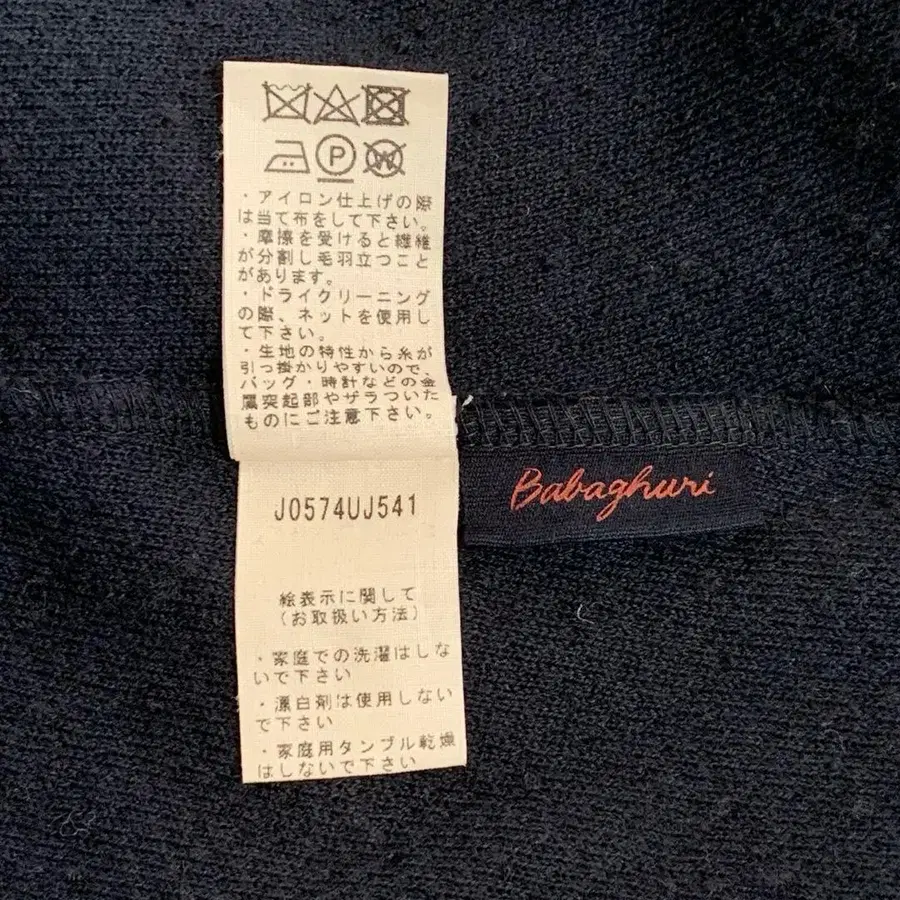 P W
・アイロン仕上げの際
は当て布をして下さい。
・摩擦を受けると繊維
が分割し毛羽立つこと
があります。
・ドライクリーニング
の際、ネットを使用し
て下さい。
・生地の特性から糸が
引っ掛かりやすいので、
バッグ・時計などの金
属突起部やザラついた
ものにご注意下さい。
J0574UJ541
Babaghuri
絵表示に関して
(お取扱い方法)
・家庭での洗濯はしな
いで下さい
・漂白剤は使用しない
で下さい
・家庭用タンブル乾燥
はしないで下さい